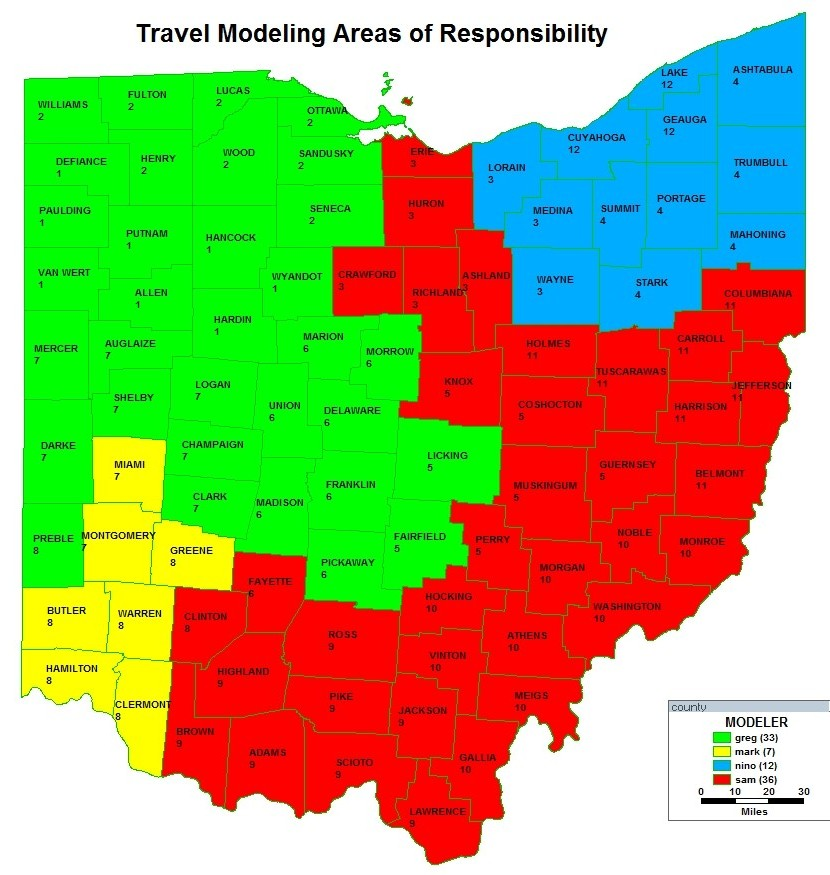 Travel Modeling Areas of Responsibility
WILLIAMS
2
FULTON
2
LUCAS
2
OTTAWA
2
LAKE
12
ASHTABULA
4
GEAUGA
12
CUYAHOGA
12
DEFIANCE
1
HENRY
2
WOOD
2
SANDUSKY
2
ERIE
3
LORAIN
3
TRUMBULL
4
PAULDING
1
PUTNAM
1
HANCOCK
1
SENECA
2
HURON
3
MEDINA
3
SUMMIT
4
PORTAGE
4
MAHONING
4
VAN WERT
1
ALLEN
1
WYANDOT
1
CRAWFORD
3
RICHLAND
3
ASHLAND
3
WAYNE
3
STARK
4
COLUMBIANA
11
HARDIN
1
MERCER
7
AUGLAIZE
7
MARION
6
MORROW
6
HOLMES
11
CARROLL
11
TUSCARAWAS
11
JEFFERSON
11
SHELBY
7
LOGAN
7
UNION
6
DELAWARE
6
KNOX
5
COSHOCTON
5
HARRISON
11
DARKE
7
MIAMI
7
CHAMPAIGN
7
LICKING
5
GUERNSEY
5
BELMONT
11
CLARK
7
MADISON
6
FRANKLIN
6
MUSKINGUM
5
PREBLE
8
MONTGOMERY
7
GREENE
8
PICKAWAY
6
FAIRFIELD
5
PERRY
5
NOBLE
10
MONROE
10
MORGAN
10
FAYETTE
6
BUTLER
8
WARREN
8
CLINTON
8
HOCKING
10
WASHINGTON
10
ROSS
9
ATHENS
10
VINTON
10
HAMILTON
8
CLERMONT
8
HIGHLAND
9
PIKE
9
JACKSON
9
MEIGS
10
BROWN
9
ADAMS
9
SCIOTO
9
GALLIA
10
LAWRENCE
9
county
MODELER
greg (33)
mark (7)
nino (12)
sam (36)
0 10 20 30
Miles